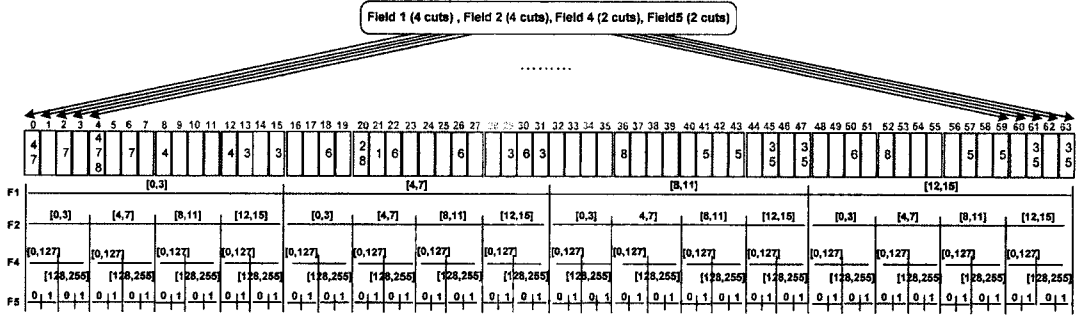 Field 1 (4 cuts) , Field 2 (4 cuts), Field 4 (2 cuts), Field5 (2 cuts)
.........
0 1 2 3 4 5 6 7 8 9 10 11 12 13 14 15 16 17 18 19 20 21 22 23 24 25 26 27 28 29 30 31 32 33 34 35 36 37 38 39 40 41 42 43 44 45 46 47 48 49 50 51 52 53 54 55 56 57 58 59 60 61 62 63
4 7 7 4 7 8 7 4 4 3 3 6 2 8 1 6 6 3 6 3 8 5 5 3 5 3 5 6 8 5 5 3 5 3 5
F1 [0,3] [4,7] [8,11] [12,15]
F2 [0,3] [4,7] [8,11] [12,15] [0,3] [4,7] [8,11] [12,15] [0,3] 4,7] [8,11] [12,15] [0,3] [4,7] [8,11] [12,15]
[0,127] [0,127] [0,127] [0,127] [0,127] [0,127] [0,127] [0,127] [0,127] [0,127] [0,127] [0,127] [0,127] [0,127] [0,127] [0,127]
F4
[128,255] [128,255] [128,255] [128,255] [128,255] [128,255] [128,255] [128,255] [128,255] [128,255] [128,255] [128,255] [128,255] [128,255] [128,255] [128,255]
F5 0 1 0 1 0 1 0 1 0 1 0 1 0 1 0 1 0 1 0 1 0 1 0 1 0 1 0 1 0 1 0 1 0 1 0 1 0 1 0 1 0 1 0 1 0 1 0 1 0 1 0 1 0 1 0 1 0 1 0 1 0 1 0 1